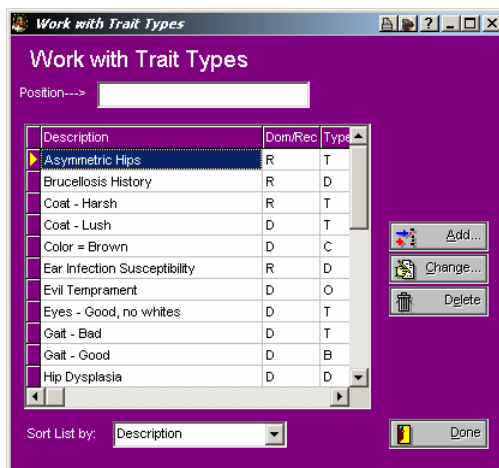 Work with Trait Types
Work with Trait Types
Position--->
Description Dom/Rec Type
Asymmetric Hips R T
Brucellosis History R D
Coat - Harsh R T
Coat - Lush D T
Color = Brown D C
Ear Infection Susceptibility R D
Evil Temprament D O
Eyes - Good, no whites D T
Gait - Bad D T
Gait - Good D B
Hip Dysplasia D D
Add...
Change...
Delete
Sort List by: Description
Done